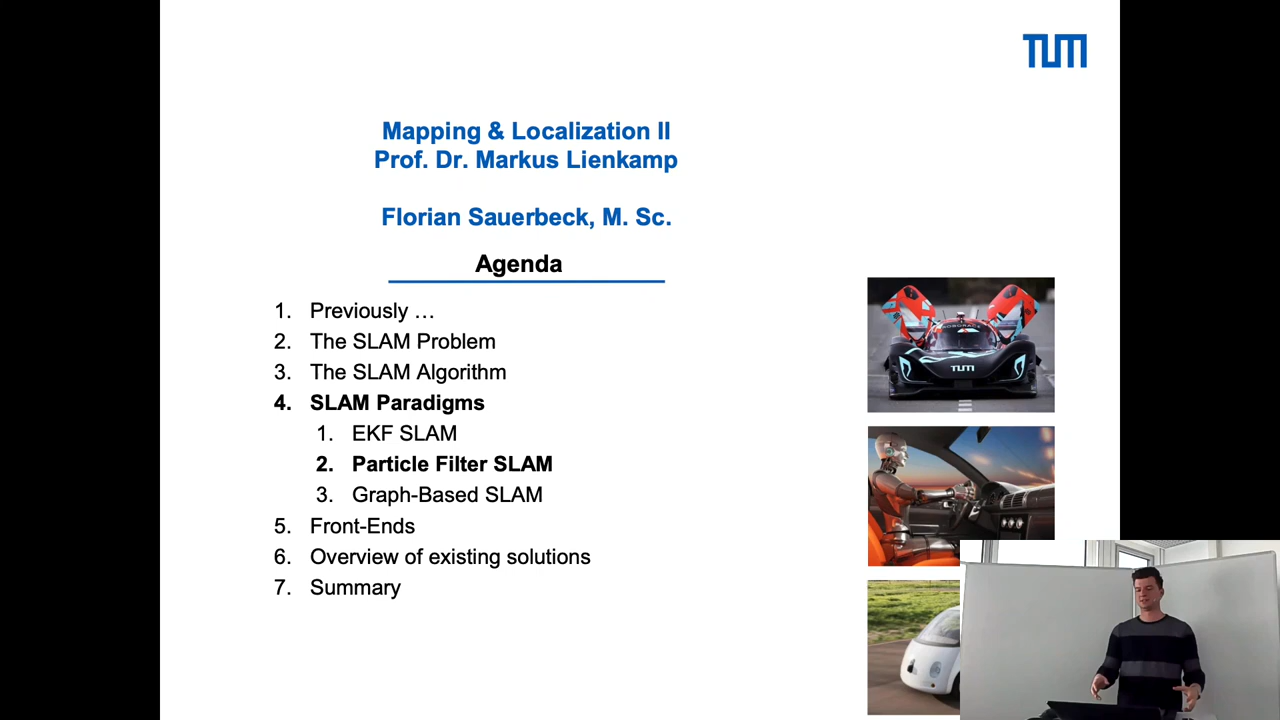 TUM
Mapping & Localization II
Prof. Dr. Markus Lienkamp
Florian Sauerbeck, M. Sc.
Agenda
1. Previously …
2. The SLAM Problem
3. The SLAM Algorithm
4. SLAM Paradigms
1. EKF SLAM
2. Particle Filter SLAM
3. Graph-Based SLAM
5. Front-Ends
6. Overview of existing solutions
7. Summary
ROBORACE
TUM